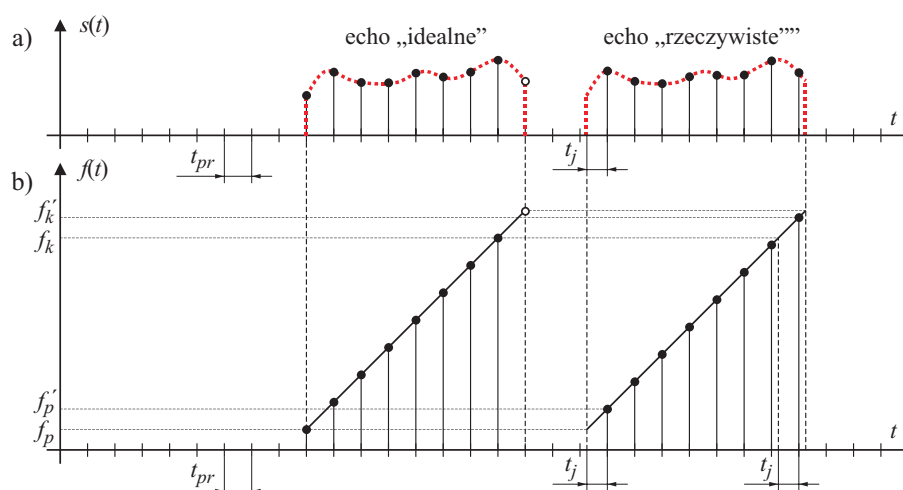 a)
s(t)
echo „idealne”
echo „rzeczywiste””
t
t_pr
t_j
b)
f(t)
f_k′
f_k
f_p′
f_p
t
t_pr
t_j
t_j